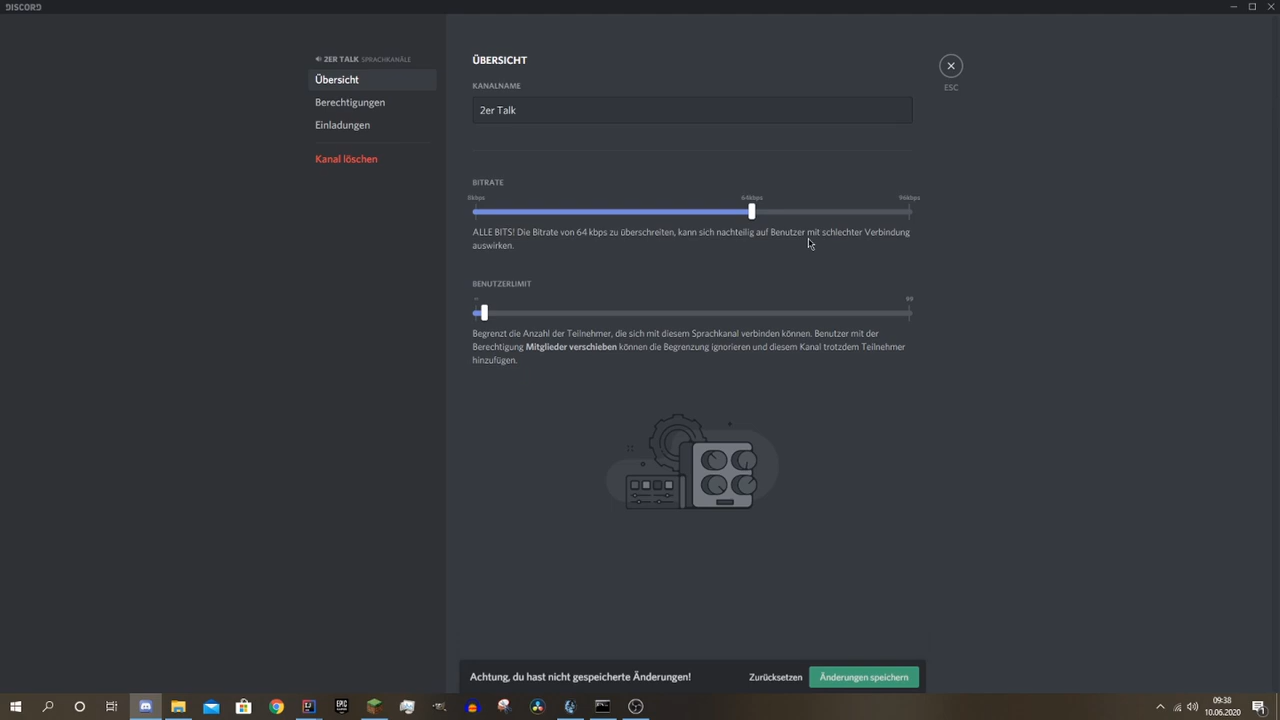 DISCORD
2ER TALK SPRACHKANÄLE
Übersicht
Berechtigungen
Einladungen
Kanal löschen
ÜBERSICHT
ESC
KANALNAME
2er Talk
BITRATE
8kbps 64kbps 96kbps
ALLE BITS! Die Bitrate von 64 kbps zu überschreiten, kann sich nachteilig auf Benutzer mit schlechter Verbindung
auswirken.
BENUTZERLIMIT
∞ 99
Begrenzt die Anzahl der Teilnehmer, die sich mit diesem Sprachkanal verbinden können. Benutzer mit der
Berechtigung Mitglieder verschieben können die Begrenzung ignorieren und diesem Kanal trotzdem Teilnehmer
hinzufügen.
Achtung, du hast nicht gespeicherte Änderungen! Zurücksetzen Änderungen speichern
EPIC
09:38
10.06.2020